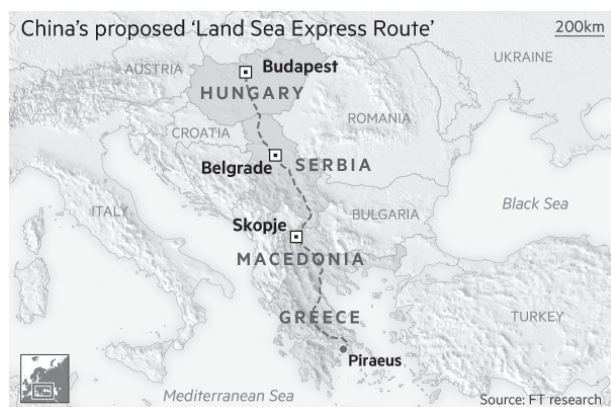 China's proposed ‘Land Sea Express Route’
200km
UKRAINE
AUSTRIA
Budapest
HUNGARY
ROMANIA
CROATIA
Belgrade
SERBIA
ITALY
BULGARIA
Black Sea
Skopje
MACEDONIA
GREECE
TURKEY
Piraeus
Mediterranean Sea
Source: FT research